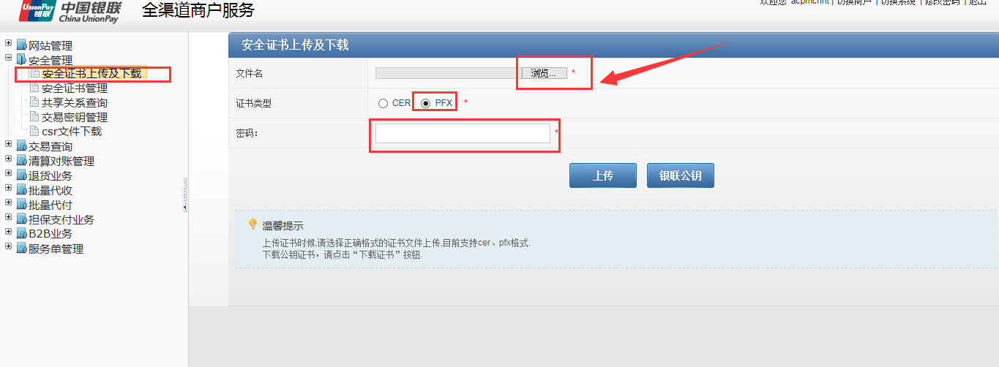 UnionPay 银联 中国银联 China UnionPay 全渠道商户服务
欢迎您 acpmchnt | 切换商户 | 切换系统 | 修改密码 | 退出
网站管理
安全管理
安全证书上传及下载
安全证书管理
共享关系查询
交易密钥管理
csr文件下载
交易查询
清算对账管理
退货业务
批量代收
批量代付
担保支付业务
B2B业务
服务单管理
安全证书上传及下载
文件名 浏览... *
证书类型 CER PFX *
密码： *
上传 银联公钥
温馨提示
上传证书时候,请选择正确格式的证书文件上传,目前支持cer、pfx格式.
下载公钥证书，请点击“下载证书”按钮.